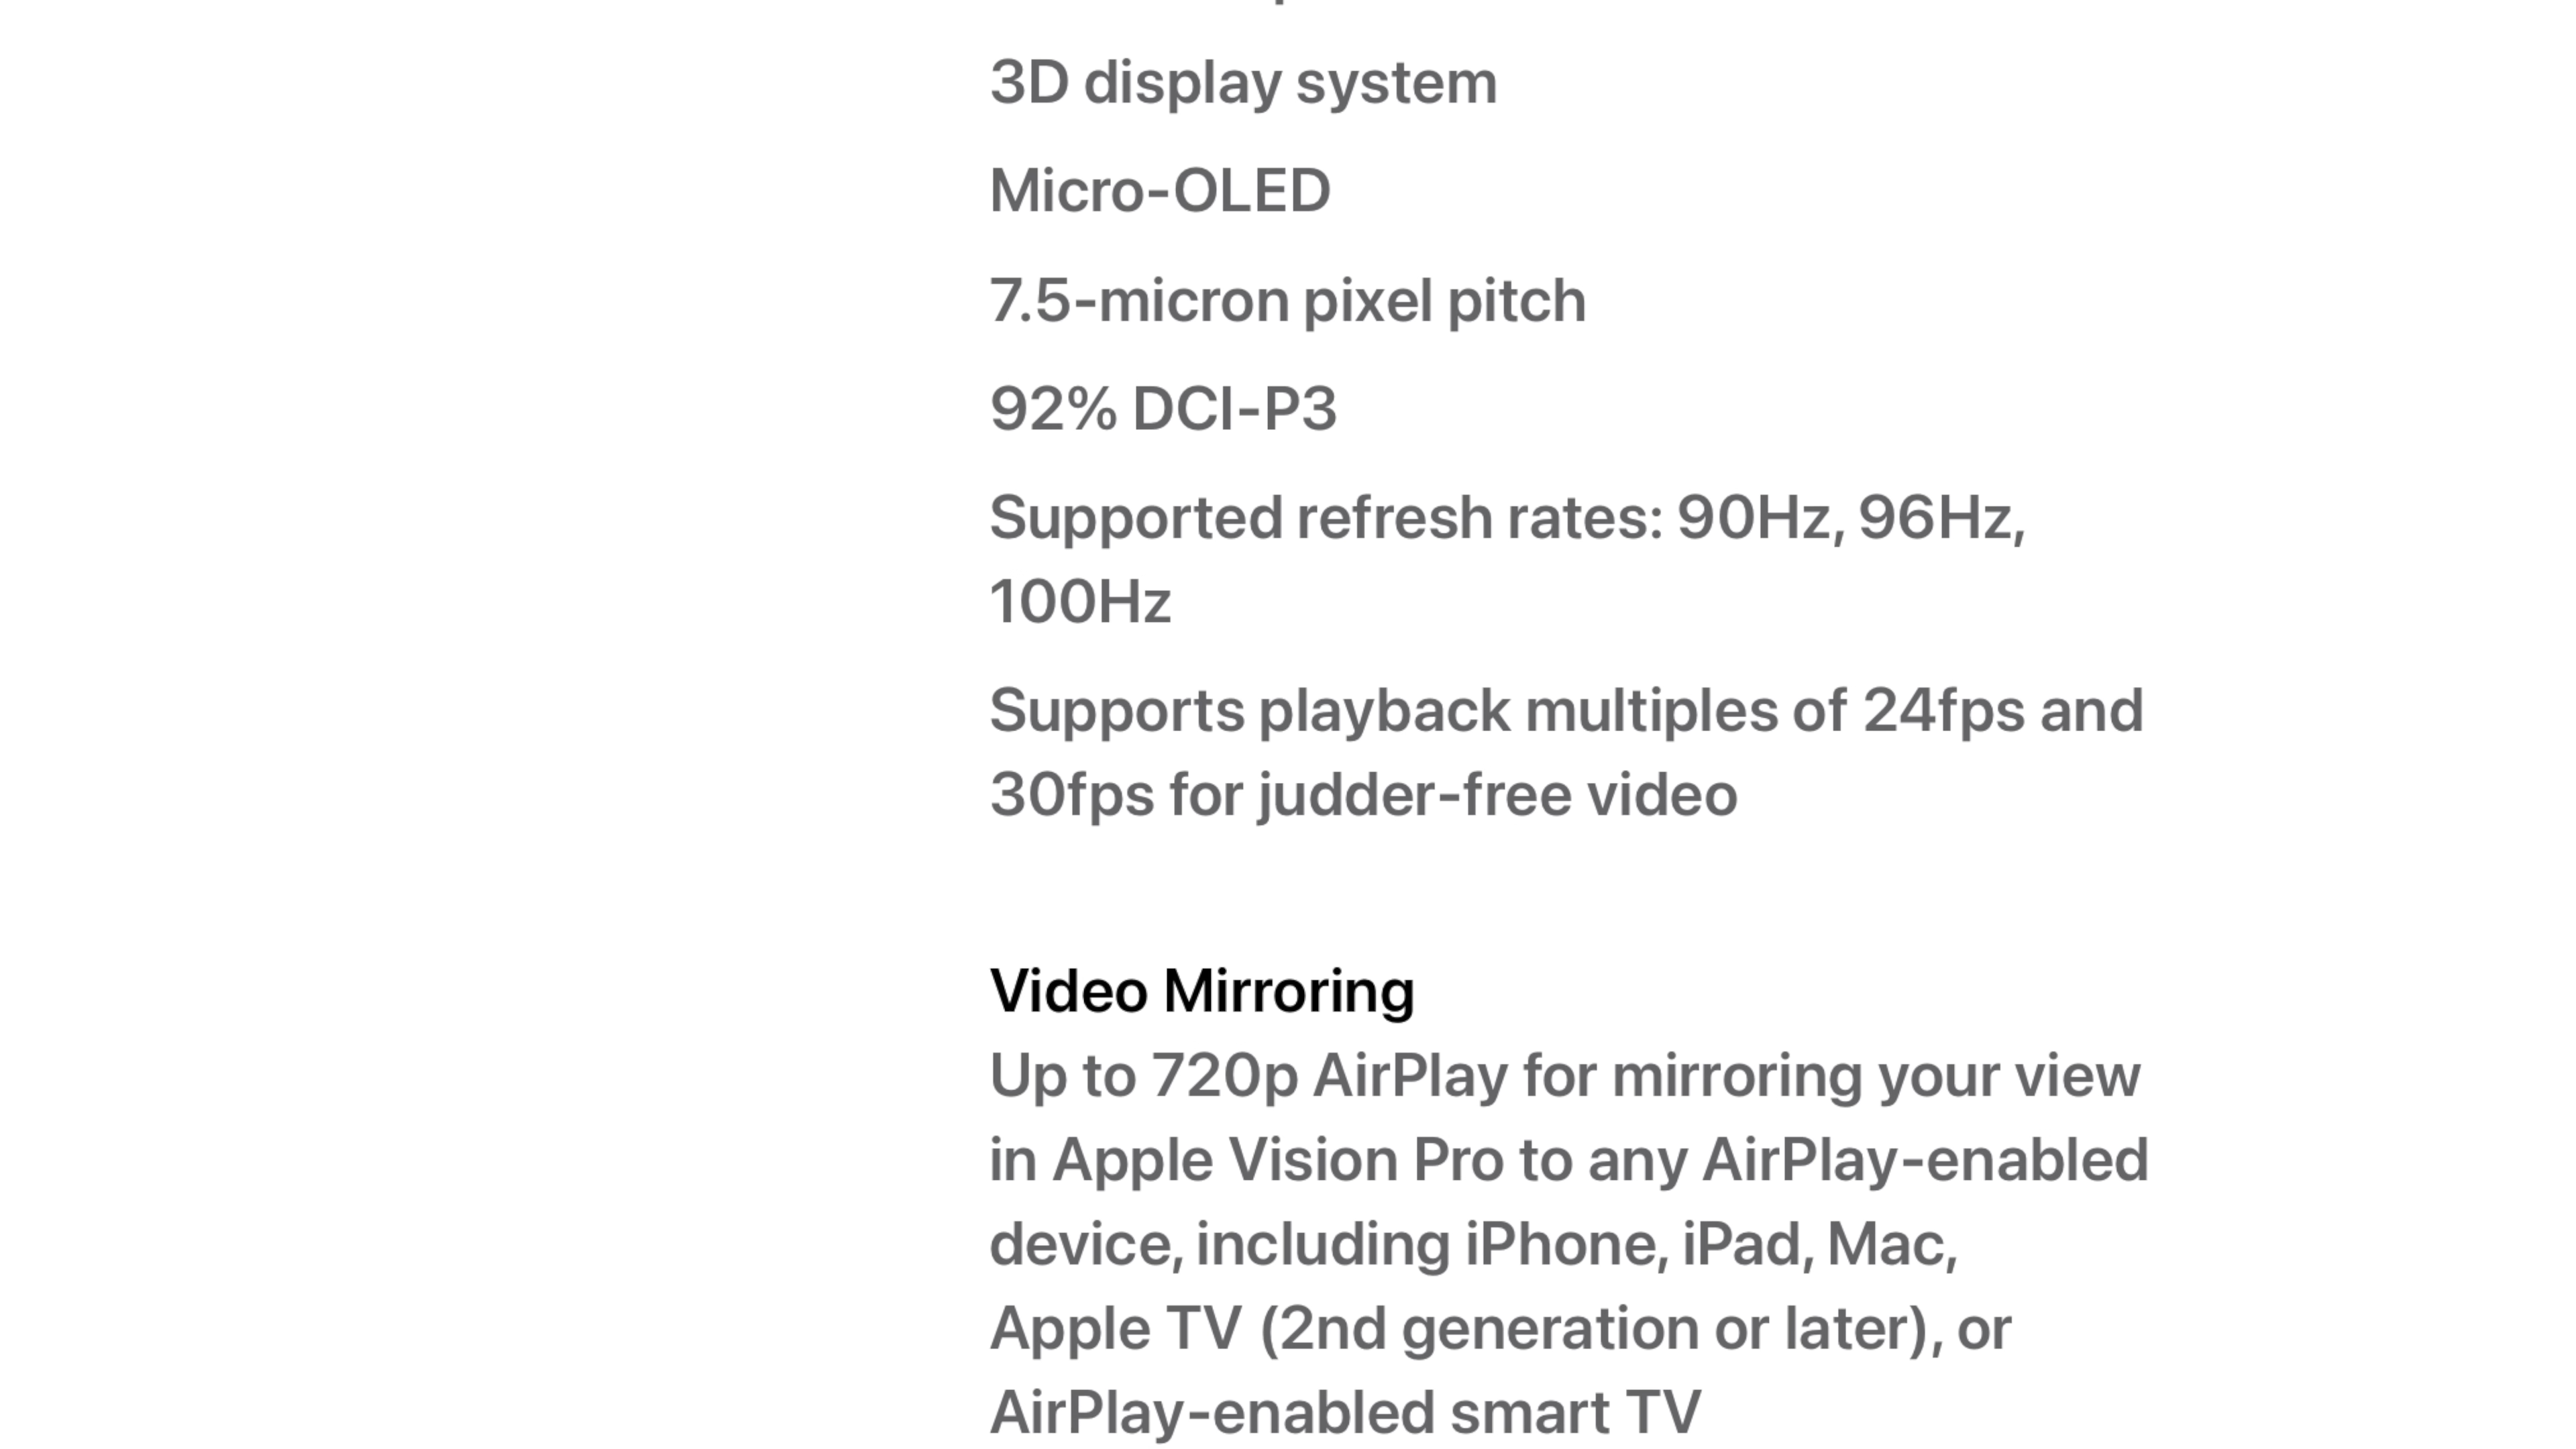 3D display system
Micro-OLED
7.5-micron pixel pitch
92% DCI-P3
Supported refresh rates: 90Hz, 96Hz,
100Hz
Supports playback multiples of 24fps and
30fps for judder-free video
Video Mirroring
Up to 720p AirPlay for mirroring your view
in Apple Vision Pro to any AirPlay-enabled
device, including iPhone, iPad, Mac,
Apple TV (2nd generation or later), or
AirPlay-enabled smart TV